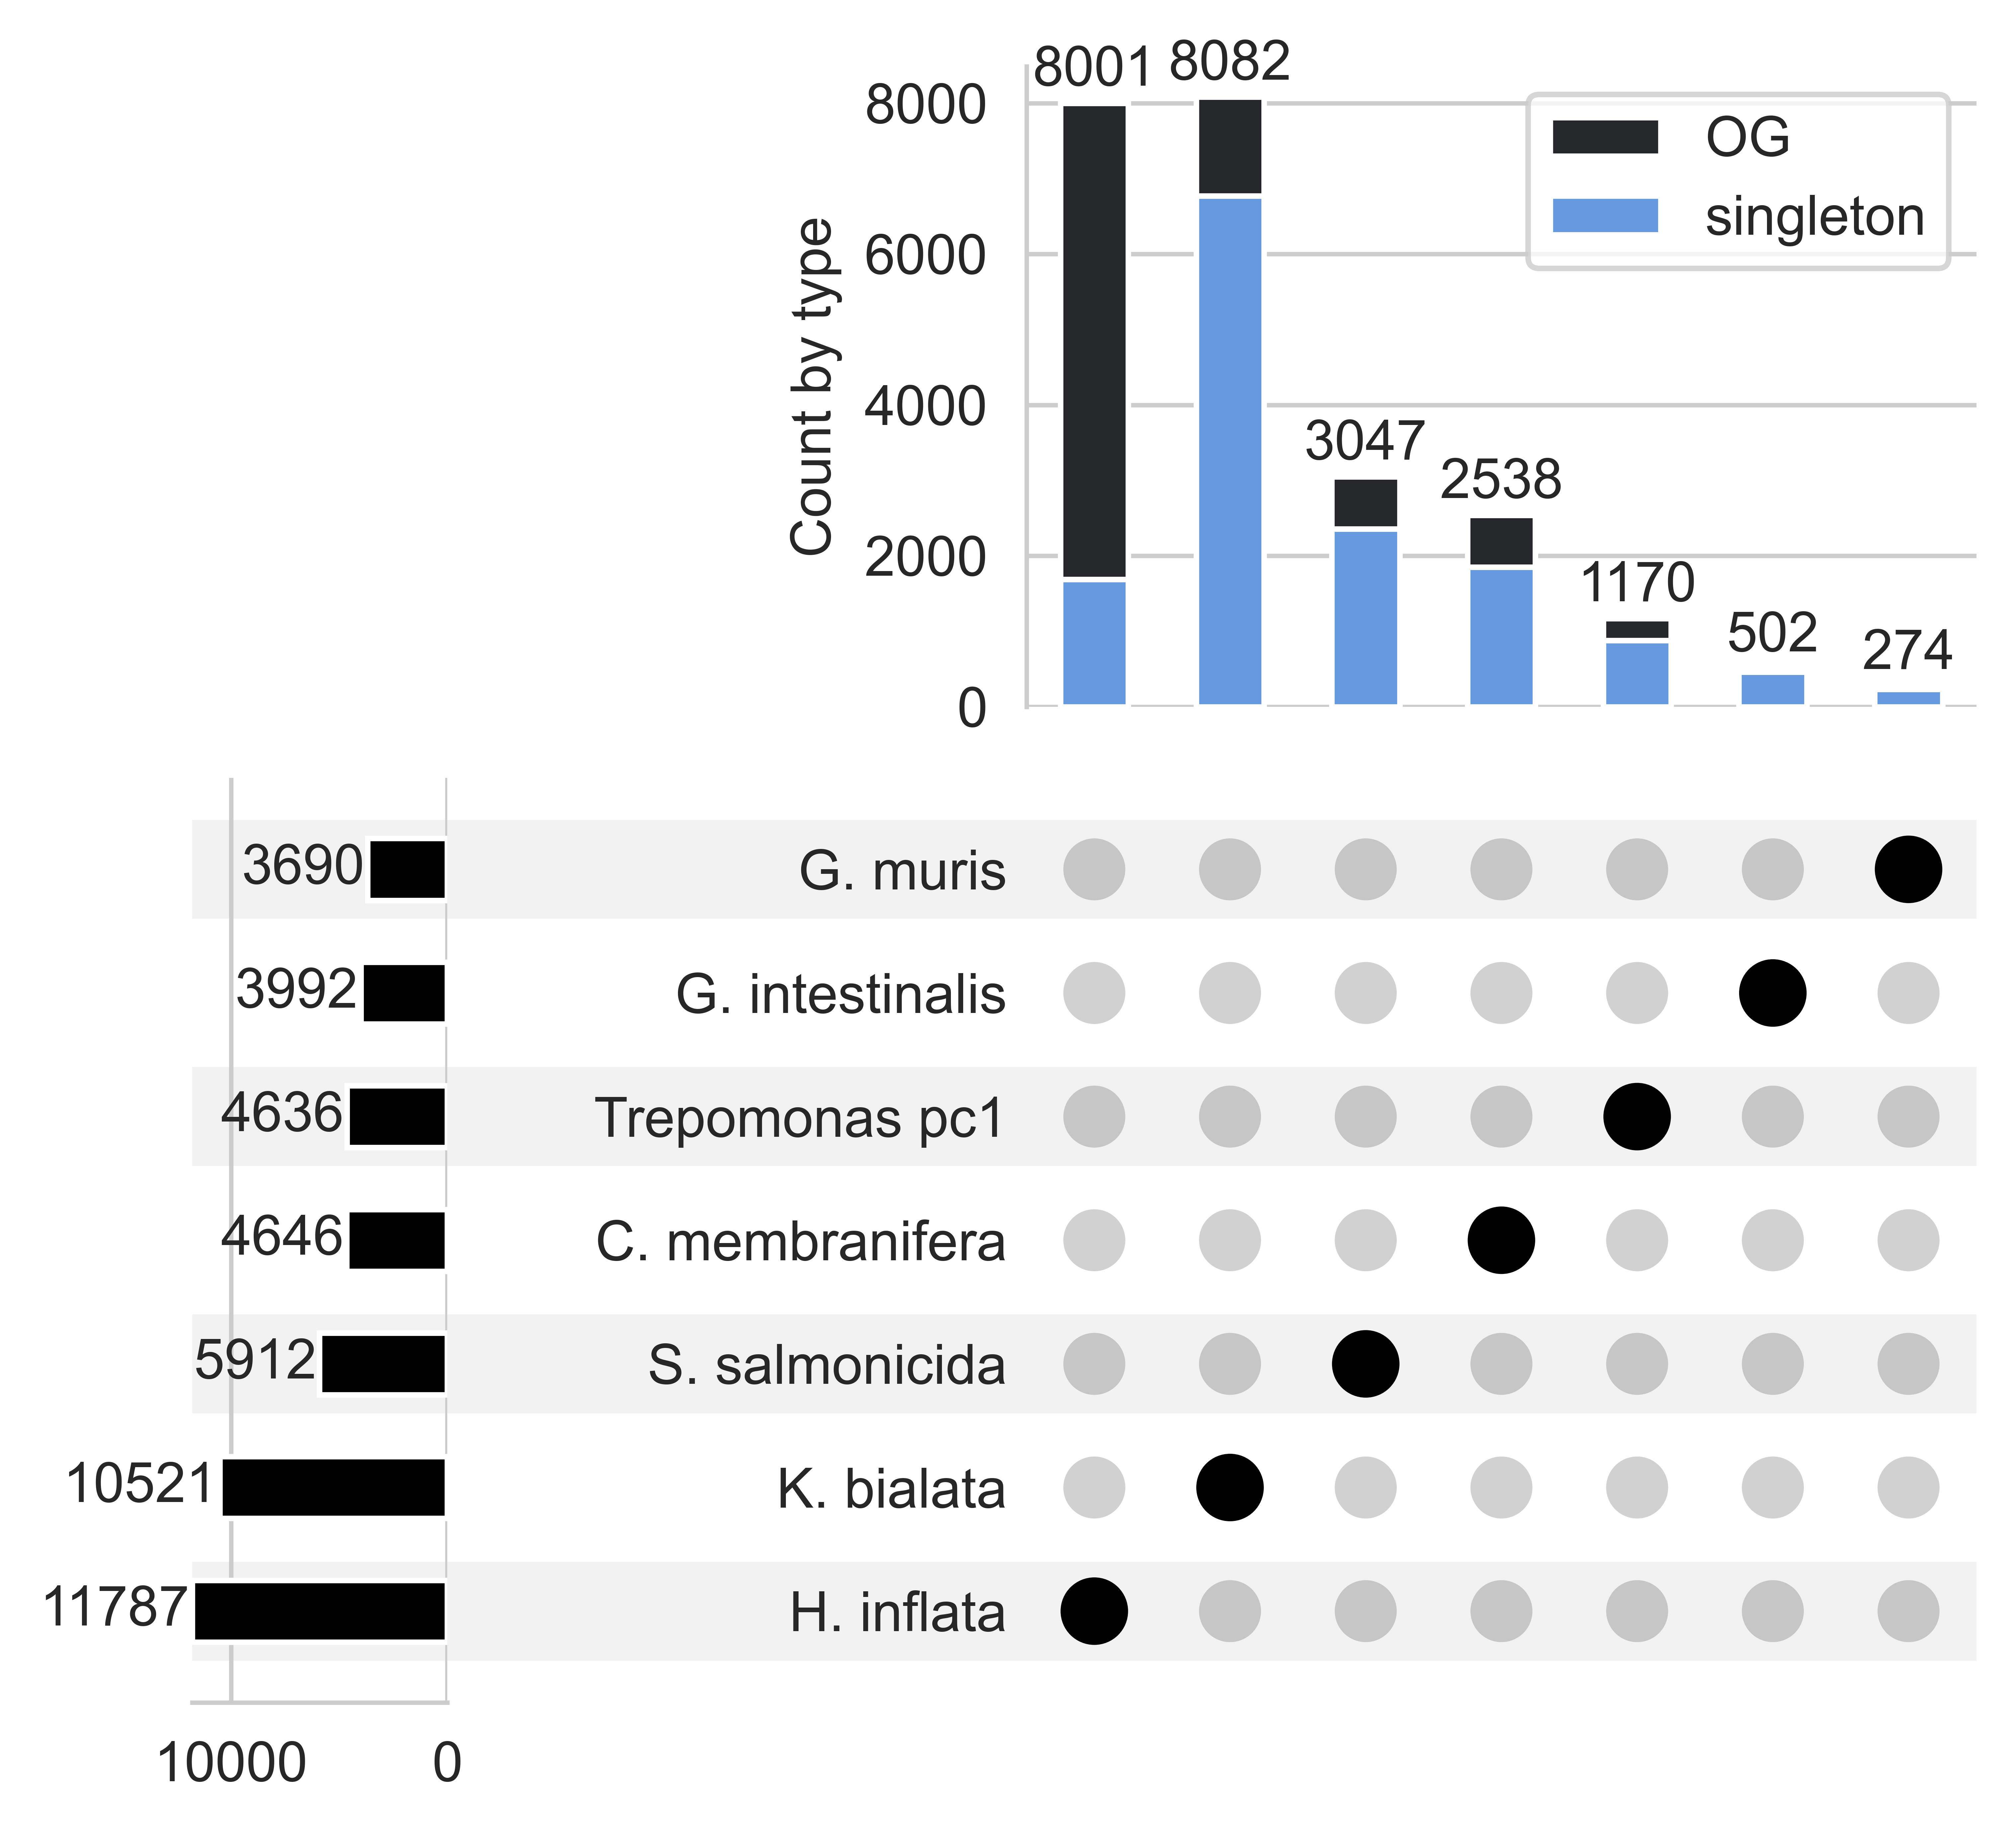 8001 8082
8000
OG
singleton
6000
Count by type
4000
3047
2538
2000
1170
502
274
0
3690
G. muris
3992
G. intestinalis
4636
Trepomonas pc1
4646
C. membranifera
5912
S. salmonicida
10521
K. bialata
11787
H. inflata
10000 0